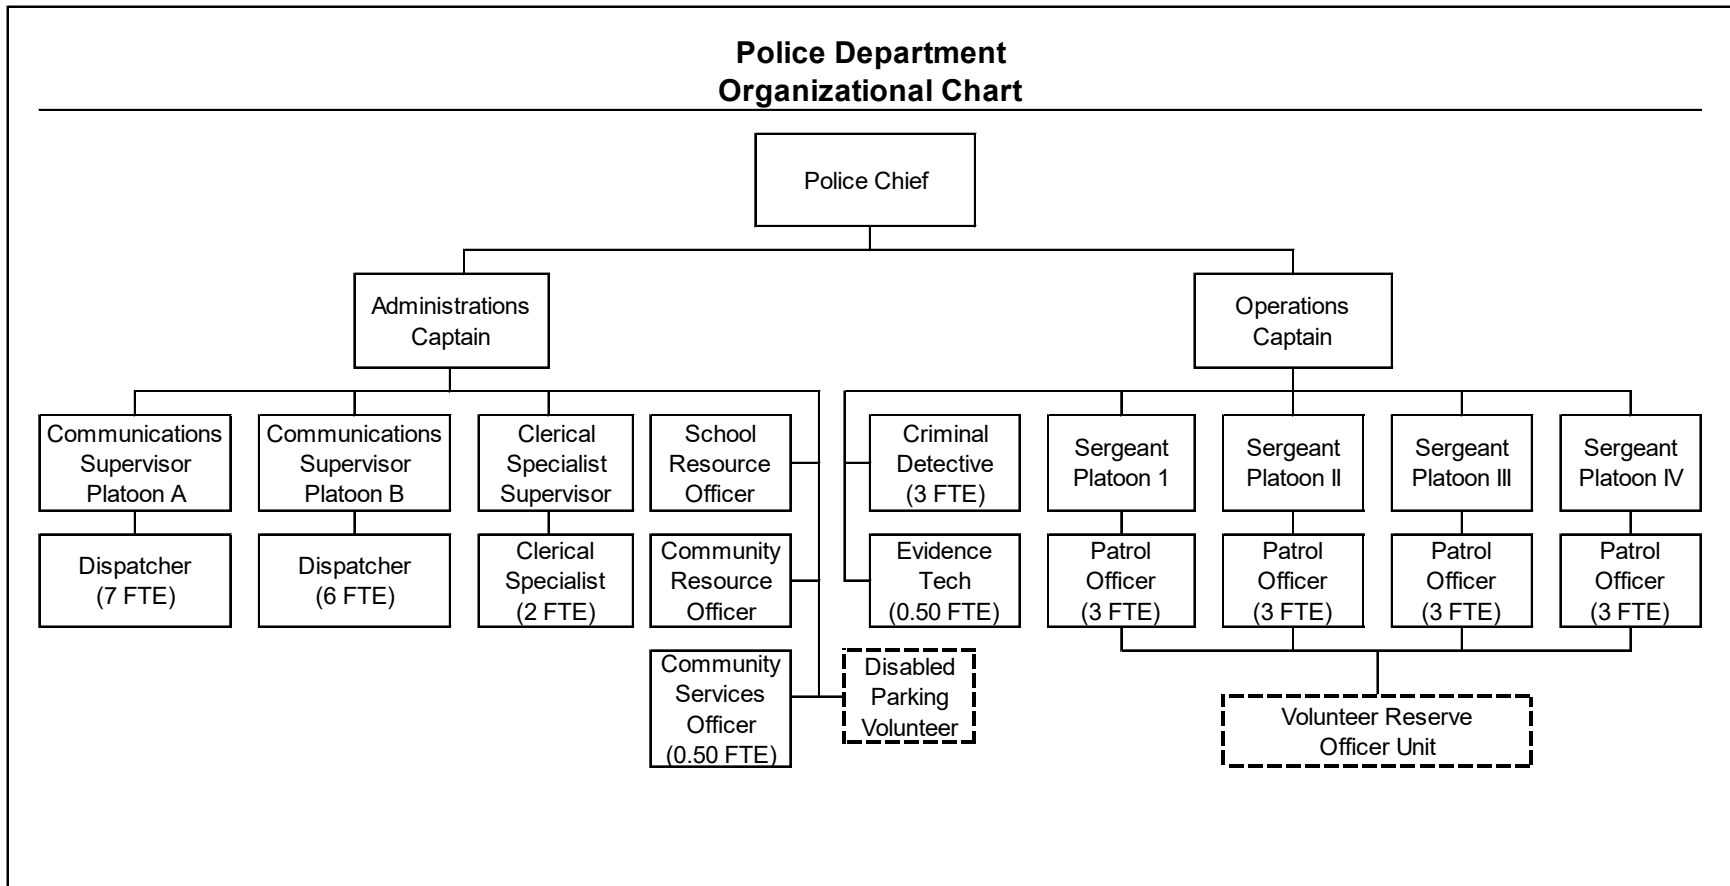 Police Department
Organizational Chart
Police Chief
Administrations
Captain
Operations
Captain
Communications
Supervisor
Platoon A
Communications
Supervisor
Platoon B
Clerical
Specialist
Supervisor
School
Resource
Officer
Criminal
Detective
(3 FTE)
Sergeant
Platoon 1
Sergeant
Platoon II
Sergeant
Platoon III
Sergeant
Platoon IV
Dispatcher
(7 FTE)
Dispatcher
(6 FTE)
Clerical
Specialist
(2 FTE)
Community
Resource
Officer
Evidence
Tech
(0.50 FTE)
Patrol
Officer
(3 FTE)
Patrol
Officer
(3 FTE)
Patrol
Officer
(3 FTE)
Patrol
Officer
(3 FTE)
Community
Services
Officer
(0.50 FTE)
Disabled
Parking
Volunteer
Volunteer Reserve
Officer Unit